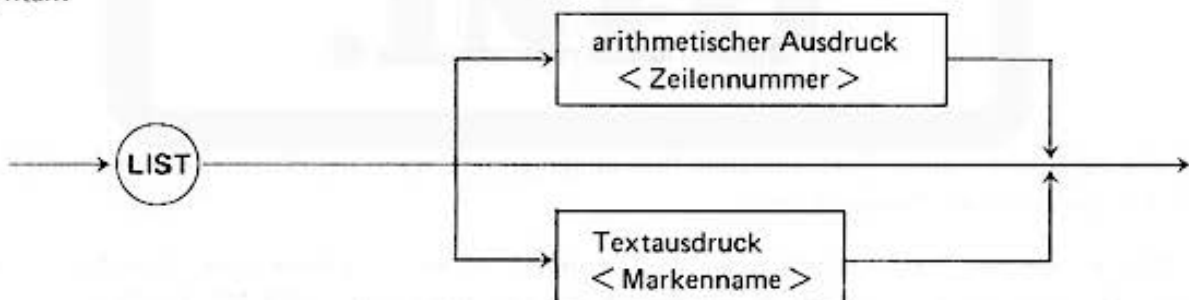 arithmetischer Ausdruck
< Zeilennummer >
LIST
Textausdruck
< Markenname >